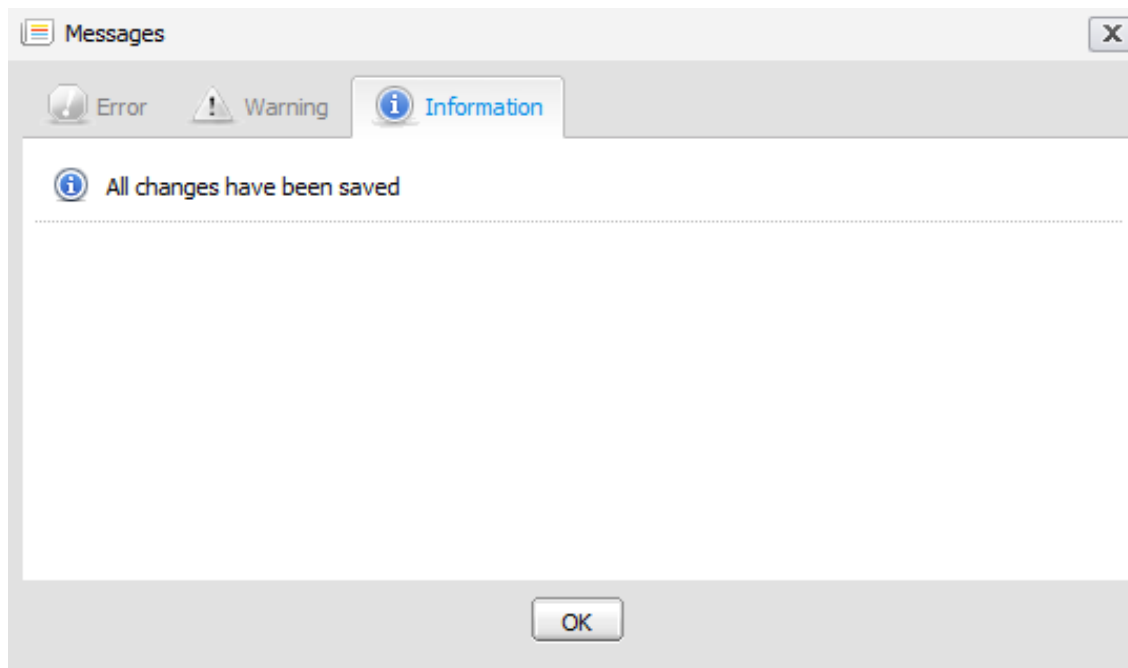 Messages
Error Warning Information
All changes have been saved
OK